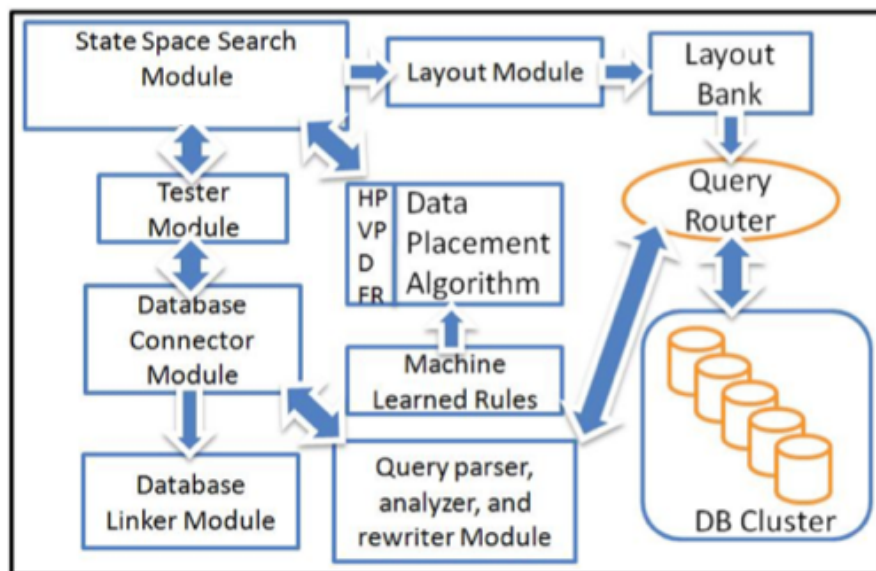 State Space Search
Module
Layout Module
Layout
Bank
Tester
Module
HP
VP
D
FR
Data
Placement
Algorithm
Query
Router
Database
Connector
Module
Machine
Learned Rules
Database
Linker Module
Query parser,
analyzer, and
rewriter Module
DB Cluster